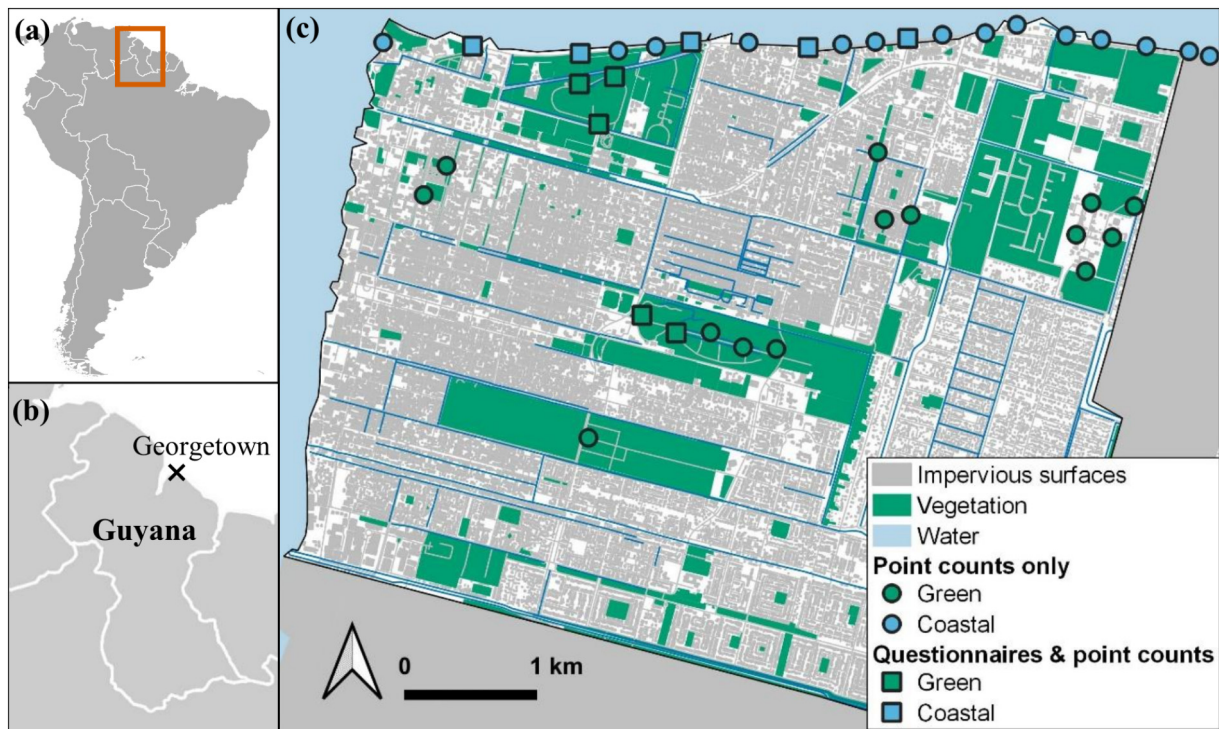 (a)
(b)
Georgetown
Guyana
(c)
0 1 km
Impervious surfaces
Vegetation
Water
Point counts only
Green
Coastal
Questionnaires & point counts
Green
Coastal